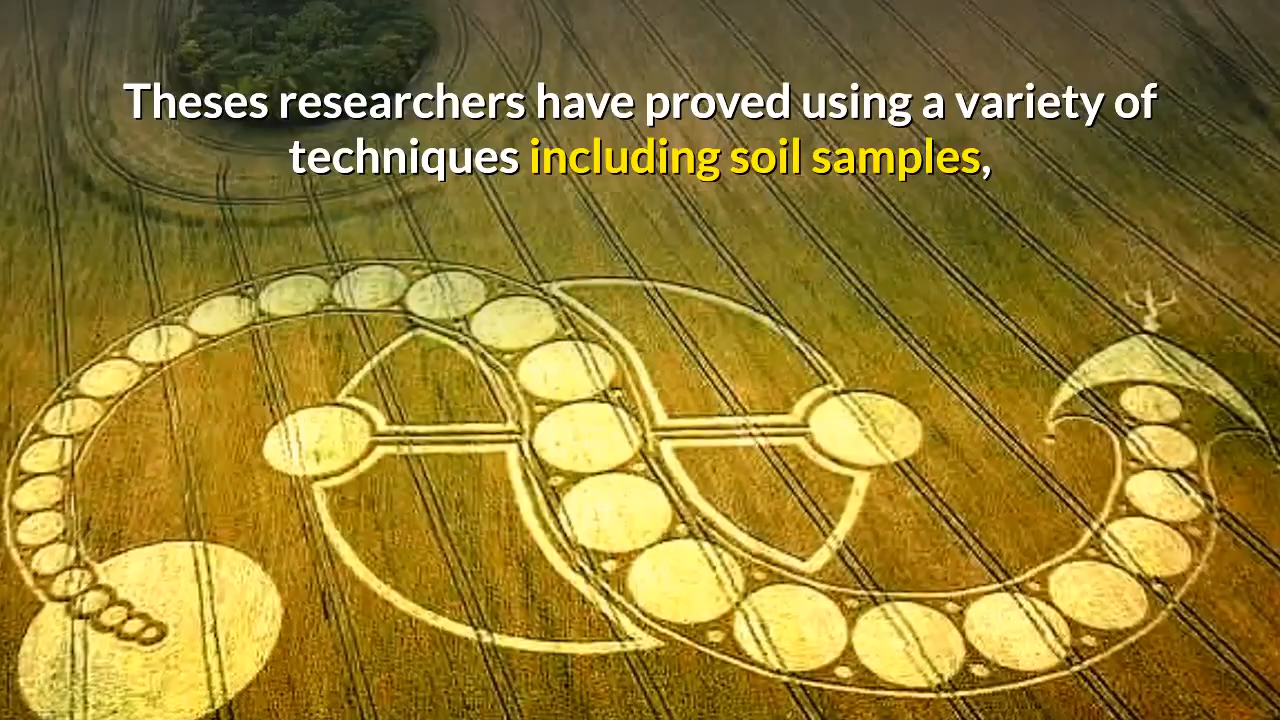 Theses researchers have proved using a variety of
techniques including soil samples,